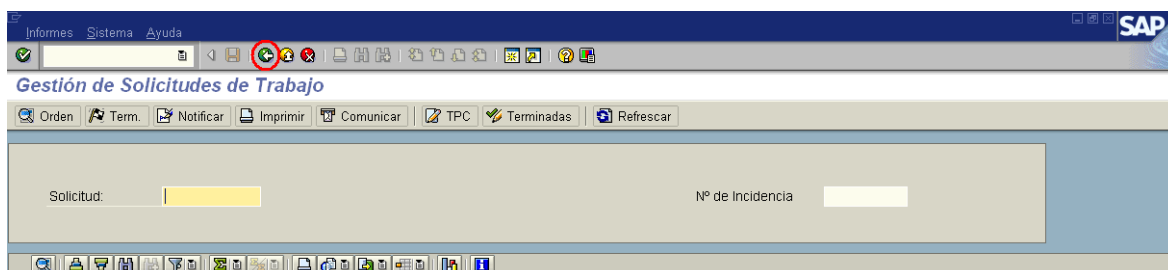 Informes Sistema Ayuda
SAP
Gestión de Solicitudes de Trabajo
Orden Term. Notificar Imprimir Comunicar TPC Terminadas Refrescar
Solicitud: Nº de Incidencia